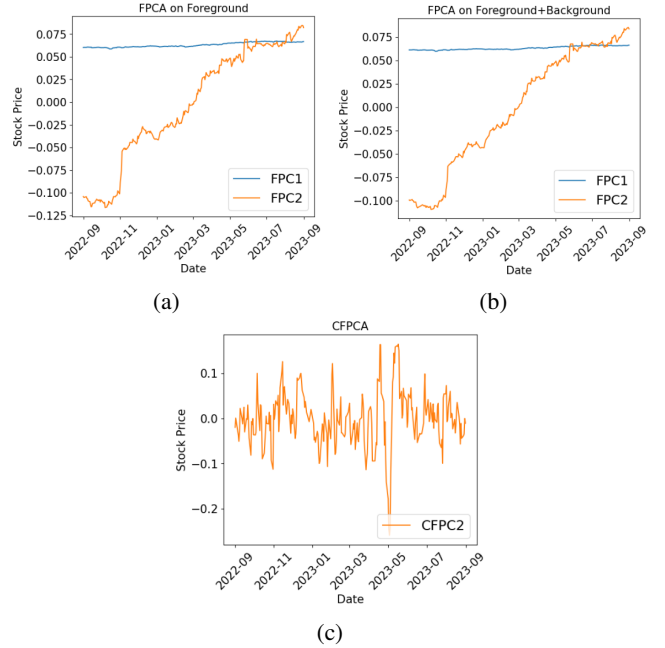 FPCA on Foreground
0.075
0.050
0.025
0.000
−0.025
−0.050
−0.075
−0.100
−0.125
Stock Price
FPC1
FPC2
2022-09
2022-11
2023-01
2023-03
2023-05
2023-07
2023-09
Date
(a)
FPCA on Foreground+Background
0.075
0.050
0.025
0.000
−0.025
−0.050
−0.075
−0.100
Stock Price
FPC1
FPC2
2022-09
2022-11
2023-01
2023-03
2023-05
2023-07
2023-09
Date
(b)
CFPCA
0.1
0.0
−0.1
−0.2
Stock Price
CFPC2
2022-09
2022-11
2023-01
2023-03
2023-05
2023-07
2023-09
Date
(c)